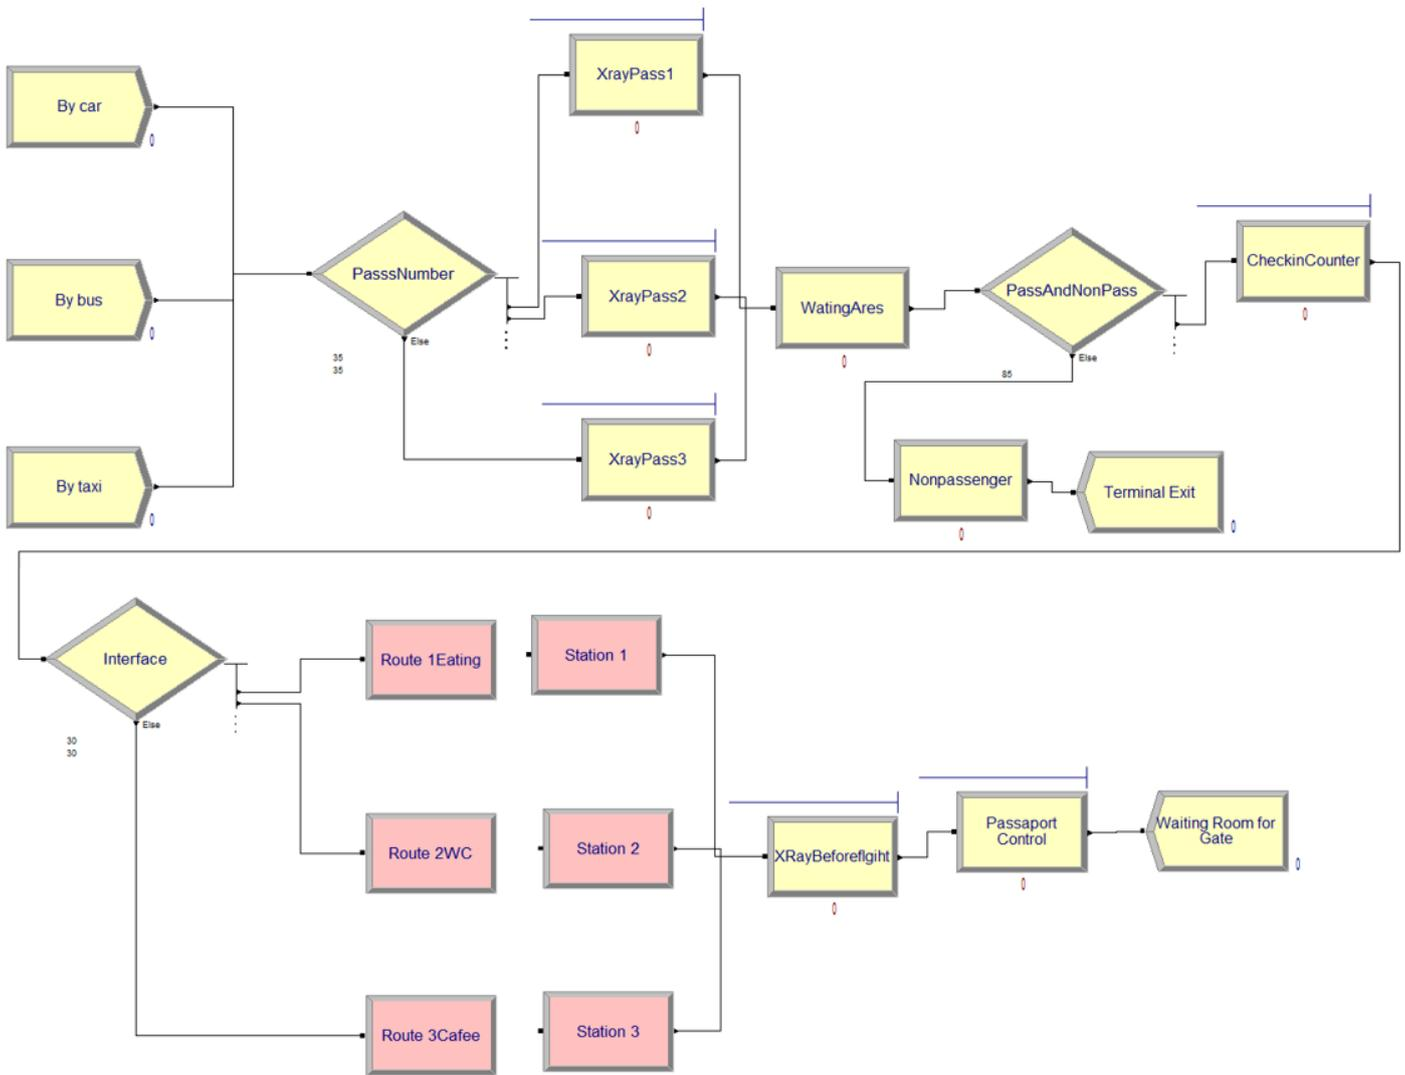 By car
0
By bus
0
By taxi
0
PasssNumber
Else
35
35
XrayPass1
0
XrayPass2
0
XrayPass3
0
WatingAres
0
PassAndNonPass
Else
85
CheckinCounter
0
Nonpassenger
0
Terminal Exit
0
Interface
Else
30
30
Route 1Eating
Route 2WC
Route 3Cafee
Station 1
Station 2
Station 3
XRayBeforeflgiht
0
Passaport
Control
0
Waiting Room for
Gate
0